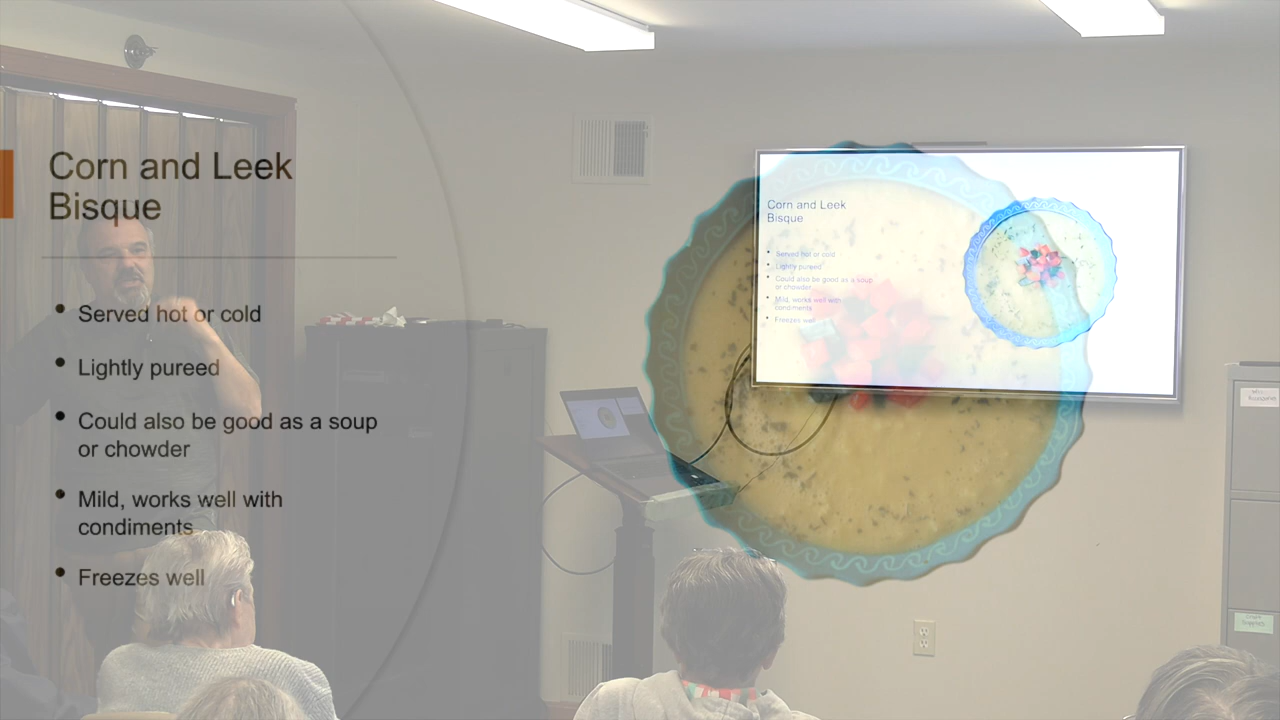 Corn and Leek
Bisque
• Served hot or cold
• Lightly pureed
• Could also be good as a soup
or chowder
• Mild, works well with
condiments
• Freezes well
Corn and Leek
Bisque
• Served hot or cold
• Lightly pureed
• Could also be good as a soup
or chowder
• Mild, works well with
condiments
• Freezes well